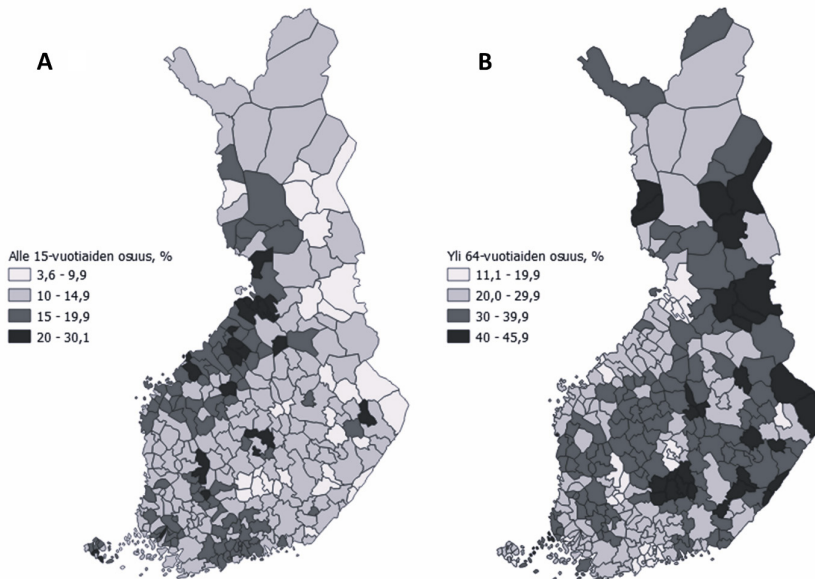 A
B
Alle 15-vuotiaiden osuus, %
3,6 - 9,9
10 - 14,9
15 - 19,9
20 - 30,1
Yli 64-vuotiaiden osuus, %
11,1 - 19,9
20,0 - 29,9
30 - 39,9
40 - 45,9